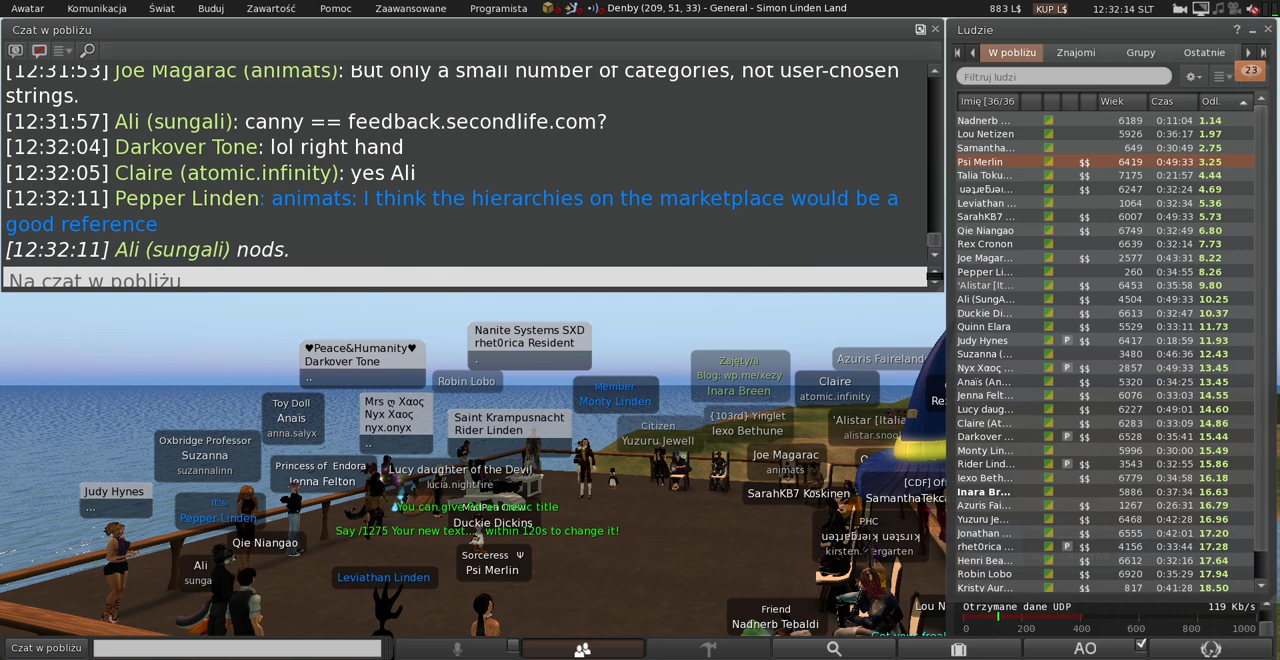 Awatar Komunikacja Świat Buduj Zawartość Pomoc Zaawansowane Programista Denby (209, 51, 33) - General - Simon Linden Land 883 L$ KUP L$ 12:32:14 SLT
Czat w pobliżu
[12:31:53] Joe Magarac (animats): But only a small number of categories, not user-chosen
strings.
[12:31:57] Ali (sungali): canny == feedback.secondlife.com?
[12:32:04] Darkover Tone: lol right hand
[12:32:05] Claire (atomic.infinity): yes Ali
[12:32:11] Pepper Linden: animats: I think the hierarchies on the marketplace would be a
good reference
[12:32:11] Ali (sungali) nods.
Na czat w pobliżu
Nanite Systems SXD
rhet0rica Resident
.
♥Peace&Humanity♥
Darkover Tone
..
Robin Lobo
Member
Monty Linden
Zajęty/a
Blog: wp.me/xezy
Inara Breen
Azuris Faireland
Claire
atomic.infinity
Toy Doll
Anaïs
anna.salyx
Mrs ღ Χαος
Nyx Χαος
nyx.onyx
..
Saint Krampusnacht
Rider Linden
Citizen
Yuzuru Jewell
{103rd} Yinglet
Iexo Bethune
'Alistar [Italia
alistar.snook
Oxbridge Professor
Suzanna
suzannalinn
Princess of Endora
Jenna Felton
Lucy daughter of the Devil
lucia.nightfire
Joe Magarac
animats
Judy Hynes
...
It's
Pepper Linden
Duckie Dickins
Say /1275 Your new text... within 120s to change it!
SarahKB7 Koskinen
[CDF] Of
SamanthaTekc
Qie Niangao
PHC
kirsten
Sorceress Ψ
Psi Merlin
Ali
sunga
Leviathan Linden
Friend
Nadnerb Tebaldi
Lou N
Ludzie
W pobliżu Znajomi Grupy Ostatnie
Filtruj ludzi
23
Imię [36/36 Wiek Czas Odl.
Nadnerb ... 6189 0:11:04 1.14
Lou Netizen 5926 0:36:17 1.97
Samantha... 649 0:30:49 2.75
Psi Merlin $$ 6419 0:49:33 3.25
Talia Toku... $$ 7175 0:21:57 4.44
$$ 6247 0:32:24 4.69
Leviathan ... 1064 0:32:34 5.36
SarahKB7 ... $$ 6007 0:49:33 5.73
Qie Niangao $$ 6749 0:32:49 6.80
Rex Cronon 6639 0:32:14 7.73
Joe Magar... $$ 2577 0:43:31 8.22
Pepper Li... 260 0:34:55 8.26
'Alistar [It... $$ 6453 0:35:58 9.80
Ali (SungA... $$ 4504 0:49:33 10.25
Duckie Di... $$ 6613 0:32:47 10.37
Quinn Elara $$ 5529 0:33:11 11.73
Judy Hynes P $$ 6417 0:18:59 11.93
Suzanna (... 3480 0:46:36 12.43
Nyx Χαος ... P $$ 2857 0:49:33 13.45
Anaïs (An... $$ 5320 0:34:25 13.45
Jenna Felt... $$ 6076 0:33:03 14.55
Lucy daug... $$ 6227 0:49:01 14.60
Claire (At... $$ 6283 0:33:09 14.86
Darkover ... P $$ 6528 0:35:41 15.44
Monty Lin... 5996 0:30:00 15.49
Rider Lind... P $$ 3543 0:32:55 15.86
Iexo Beth... $$ 6779 0:34:58 16.18
Inara Br... 5886 0:37:34 16.63
Azuris Fai... $$ 1267 0:26:31 16.79
Yuzuru Je... $$ 6468 0:42:28 16.96
Jonathan ... $$ 6555 0:42:01 17.20
rhet0rica ... P $$ 4156 0:33:44 17.28
Henri Bea... $$ 6612 0:32:16 17.64
Robin Lobo $$ 6920 0:35:29 17.94
Kristy Aur... $$ 817 0:41:28 18.50
Otrzymane dane UDP 119 Kb/s
0 200 400 600 800 1000
Czat w pobliżu AO